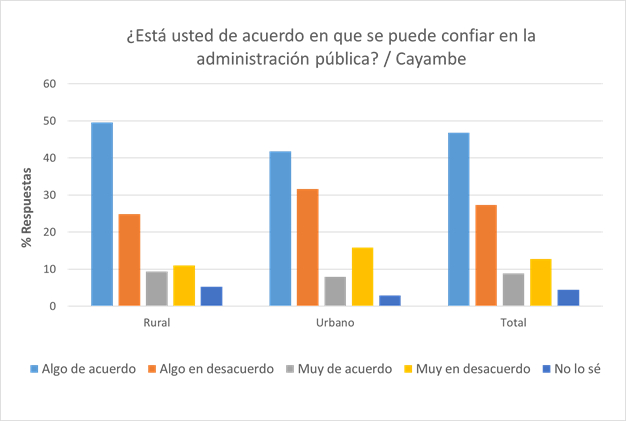 ¿Está usted de acuerdo en que se puede confiar en la
administración pública? / Cayambe
60
50
40
30
20
10
0
% Respuestas
Rural Urbano Total
Algo de acuerdo Algo en desacuerdo Muy de acuerdo Muy en desacuerdo No lo sé